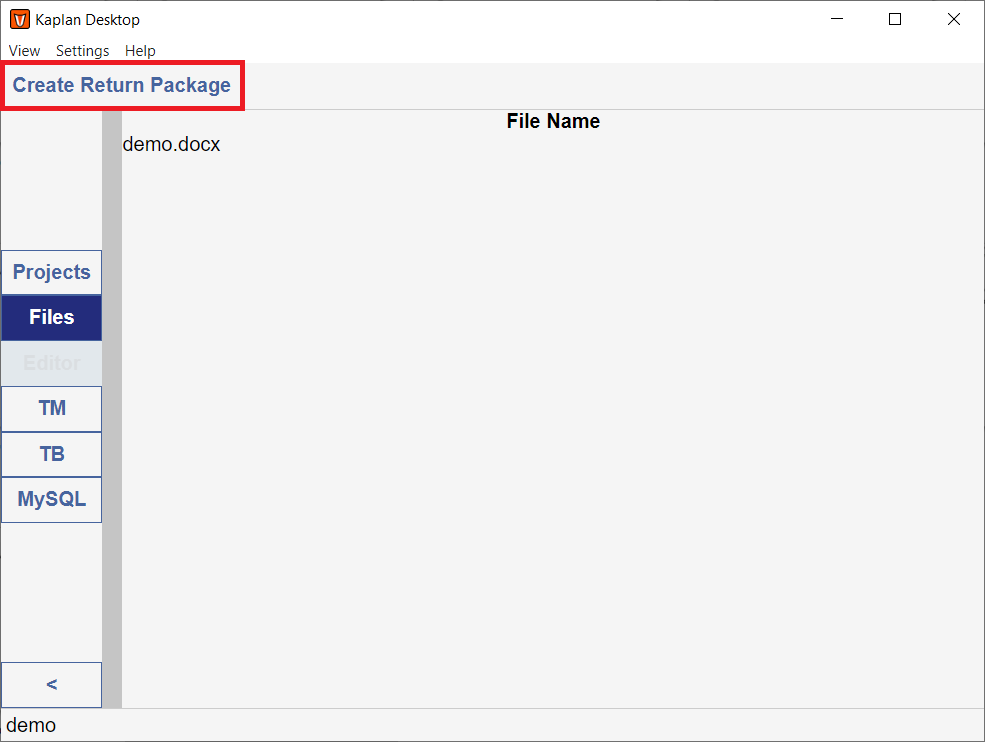 Kaplan Desktop
View Settings Help
Create Return Package
File Name
demo.docx
Projects
Files
Editor
TM
TB
MySQL
<
demo